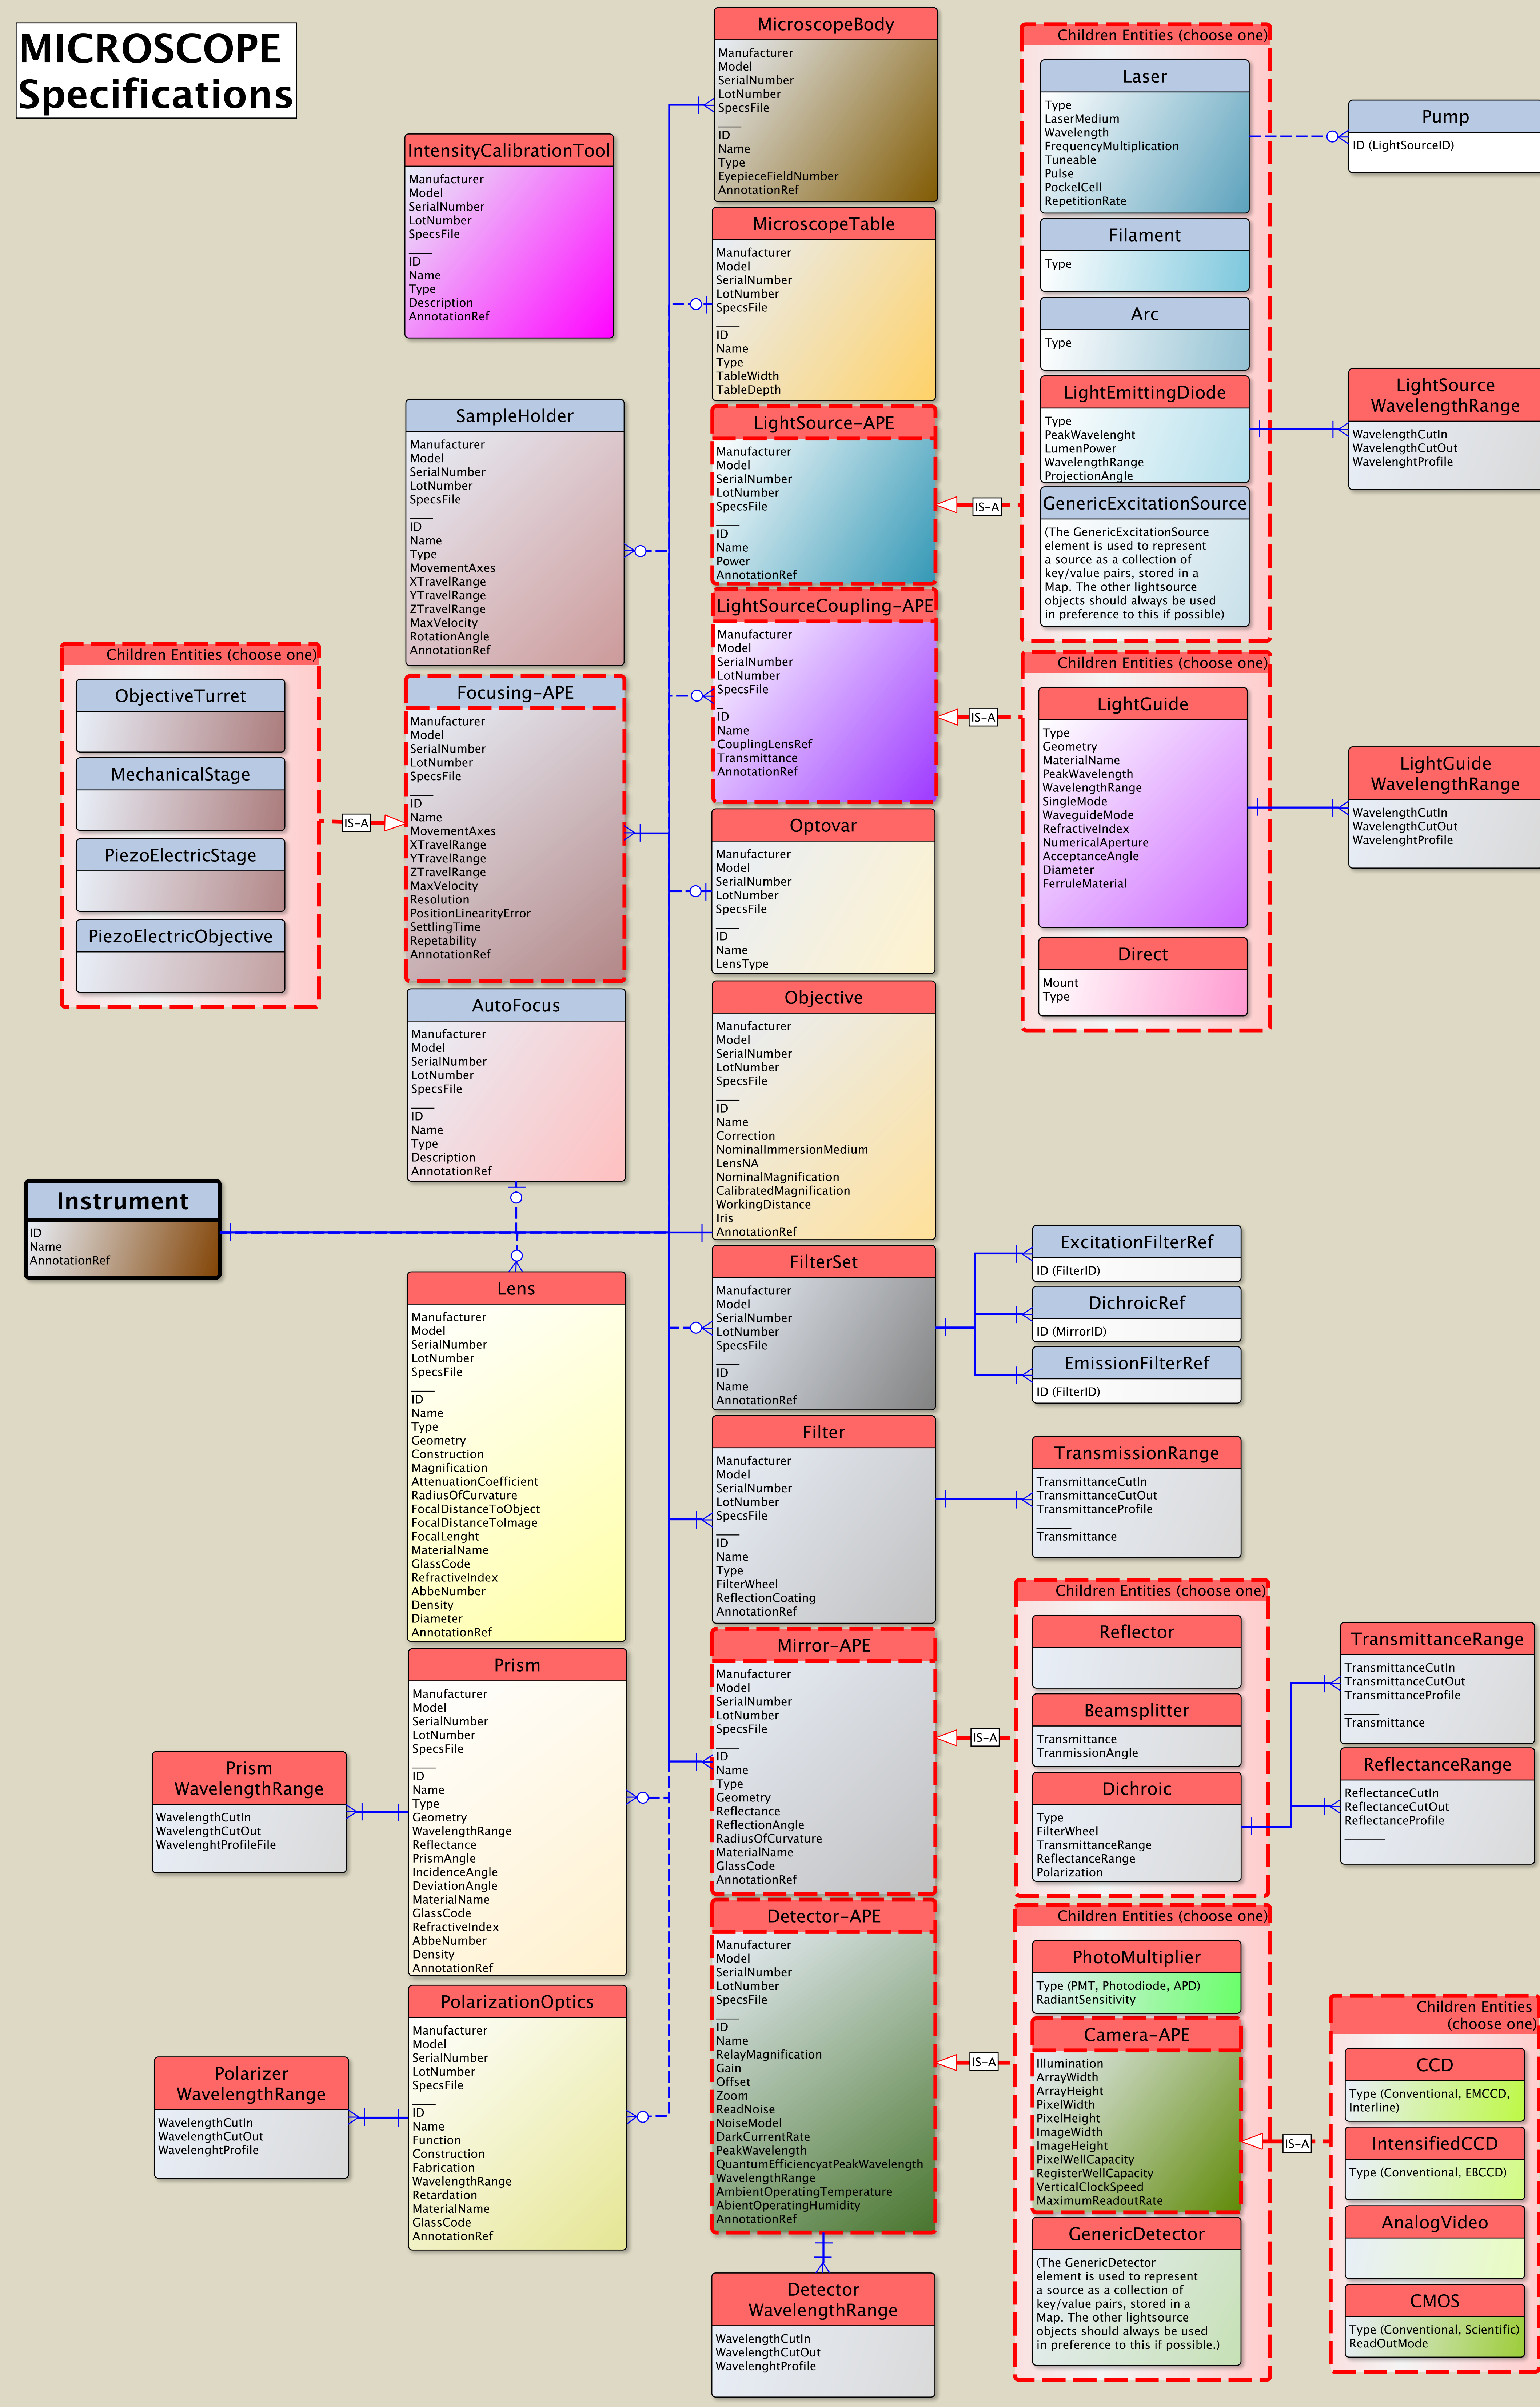 MICROSCOPE
Specifications
MicroscopeBody
Manufacturer
Model
SerialNumber
LotNumber
SpecsFile
____
ID
Name
Type
EyepieceFieldNumber
AnnotationRef
IntensityCalibrationTool
Manufacturer
Model
SerialNumber
LotNumber
SpecsFile
____
ID
Name
Type
Description
AnnotationRef
MicroscopeTable
Manufacturer
Model
SerialNumber
LotNumber
SpecsFile
____
ID
Name
Type
TableWidth
TableDepth
Children Entities (choose one)
Laser
Type
LaserMedium
Wavelength
FrequencyMultiplication
Tuneable
Pulse
PockelCell
RepetitionRate
Pump
ID (LightSourceID)
Filament
Type
Arc
Type
LightEmittingDiode
Type
PeakWavelenght
LumenPower
WavelengthRange
ProjectionAngle
LightSource
WavelengthRange
WavelengthCutIn
WavelengthCutOut
WavelenghtProfile
GenericExcitationSource
(The GenericExcitationSource
element is used to represent
a source as a collection of
key/value pairs, stored in a
Map. The other lightsource
objects should always be used
in preference to this if possible)
SampleHolder
Manufacturer
Model
SerialNumber
LotNumber
SpecsFile
____
ID
Name
Type
MovementAxes
XTravelRange
YTravelRange
ZTravelRange
MaxVelocity
RotationAngle
AnnotationRef
LightSource-APE
Manufacturer
Model
SerialNumber
LotNumber
SpecsFile
____
ID
Name
Power
AnnotationRef
IS-A
LightSourceCoupling-APE
Manufacturer
Model
SerialNumber
LotNumber
SpecsFile
_
ID
Name
CouplingLensRef
Transmittance
AnnotationRef
IS-A
Children Entities (choose one)
LightGuide
Type
Geometry
MaterialName
PeakWavelength
WavelengthRange
SingleMode
WaveguideMode
RefractiveIndex
NumericalAperture
AcceptanceAngle
Diameter
FerruleMaterial
LightGuide
WavelengthRange
WavelengthCutIn
WavelengthCutOut
WavelenghtProfile
Direct
Mount
Type
Children Entities (choose one)
ObjectiveTurret
MechanicalStage
PiezoElectricStage
PiezoElectricObjective
IS-A
Focusing-APE
Manufacturer
Model
SerialNumber
LotNumber
SpecsFile
____
ID
Name
MovementAxes
XTravelRange
YTravelRange
ZTravelRange
MaxVelocity
Resolution
PositionLinearityError
SettlingTime
Repetability
AnnotationRef
Optovar
Manufacturer
Model
SerialNumber
LotNumber
SpecsFile
____
ID
Name
LensType
AutoFocus
Manufacturer
Model
SerialNumber
LotNumber
SpecsFile
____
ID
Name
Type
Description
AnnotationRef
Objective
Manufacturer
Model
SerialNumber
LotNumber
SpecsFile
____
ID
Name
Correction
NominalImmersionMedium
LensNA
NominalMagnification
CalibratedMagnification
WorkingDistance
Iris
AnnotationRef
Instrument
ID
Name
AnnotationRef
Lens
Manufacturer
Model
SerialNumber
LotNumber
SpecsFile
____
ID
Name
Type
Geometry
Construction
Magnification
AttenuationCoefficient
RadiusOfCurvature
FocalDistanceToObject
FocalDistanceToImage
FocalLenght
MaterialName
GlassCode
RefractiveIndex
AbbeNumber
Density
Diameter
AnnotationRef
FilterSet
Manufacturer
Model
SerialNumber
LotNumber
SpecsFile
____
ID
Name
AnnotationRef
ExcitationFilterRef
ID (FilterID)
DichroicRef
ID (MirrorID)
EmissionFilterRef
ID (FilterID)
Filter
Manufacturer
Model
SerialNumber
LotNumber
SpecsFile
____
ID
Name
Type
FilterWheel
ReflectionCoating
AnnotationRef
TransmissionRange
TransmittanceCutIn
TransmittanceCutOut
TransmittanceProfile
______
Transmittance
Mirror-APE
Manufacturer
Model
SerialNumber
LotNumber
SpecsFile
____
ID
Name
Type
Geometry
Reflectance
ReflectionAngle
RadiusOfCurvature
MaterialName
GlassCode
AnnotationRef
IS-A
Children Entities (choose one)
Reflector
Beamsplitter
Transmittance
TranmissionAngle
Dichroic
Type
FilterWheel
TransmittanceRange
ReflectanceRange
Polarization
TransmittanceRange
TransmittanceCutIn
TransmittanceCutOut
TransmittanceProfile
______
Transmittance
ReflectanceRange
ReflectanceCutIn
ReflectanceCutOut
ReflectanceProfile
_______
Prism
Manufacturer
Model
SerialNumber
LotNumber
SpecsFile
____
ID
Name
Type
Geometry
WavelengthRange
Reflectance
PrismAngle
IncidenceAngle
DeviationAngle
MaterialName
GlassCode
RefractiveIndex
AbbeNumber
Density
AnnotationRef
Prism
WavelengthRange
WavelengthCutIn
WavelengthCutOut
WavelenghtProfileFile
PolarizationOptics
Manufacturer
Model
SerialNumber
LotNumber
SpecsFile
____
ID
Name
Function
Construction
Fabrication
WavelengthRange
Retardation
MaterialName
GlassCode
AnnotationRef
Polarizer
WavelengthRange
WavelengthCutIn
WavelengthCutOut
WavelenghtProfile
Detector-APE
Manufacturer
Model
SerialNumber
LotNumber
SpecsFile
____
ID
Name
RelayMagnification
Gain
Offset
Zoom
ReadNoise
NoiseModel
DarkCurrentRate
PeakWavelength
QuantumEfficiencyatPeakWavelength
WavelengthRange
AmbientOperatingTemperature
AbientOperatingHumidity
AnnotationRef
IS-A
Detector
WavelengthRange
WavelengthCutIn
WavelengthCutOut
WavelenghtProfile
Children Entities (choose one)
PhotoMultiplier
Type (PMT, Photodiode, APD)
RadiantSensitivity
Camera-APE
Illumination
ArrayWidth
ArrayHeight
PixelWidth
PixelHeight
ImageWidth
ImageHeight
PixelWellCapacity
RegisterWellCapacity
VerticalClockSpeed
MaximumReadoutRate
IS-A
GenericDetector
(The GenericDetector
element is used to represent
a source as a collection of
key/value pairs, stored in a
Map. The other lightsource
objects should always be used
in preference to this if possible.)
Children Entities
(choose one)
CCD
Type (Conventional, EMCCD,
Interline)
IntensifiedCCD
Type (Conventional, EBCCD)
AnalogVideo
CMOS
Type (Conventional, Scientific)
ReadOutMode